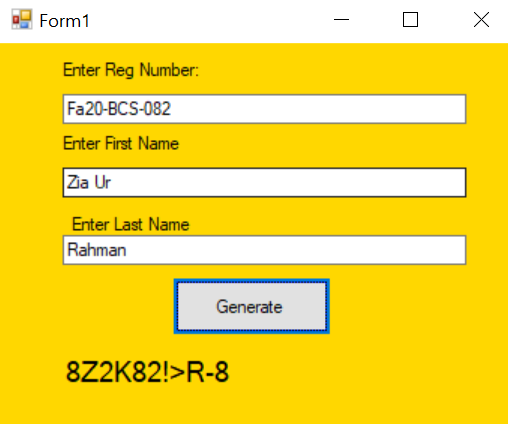 Form1
Enter Reg Number:
Fa20-BCS-082
Enter First Name
Zia Ur
Enter Last Name
Rahman
Generate
8Z2K82!>R-8